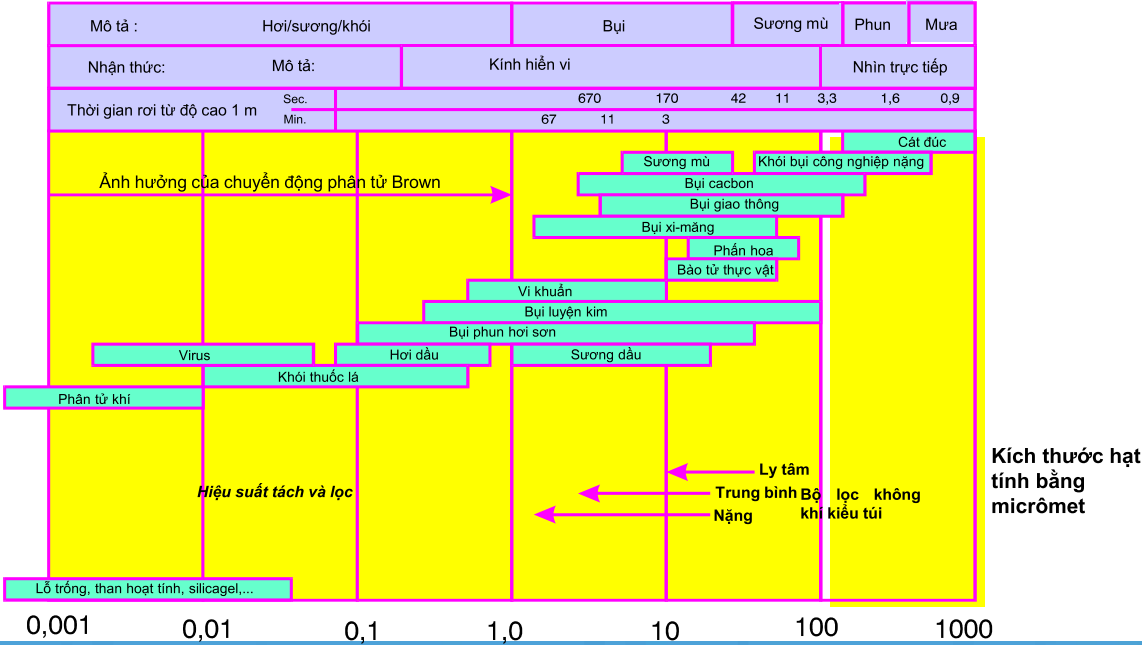 Mô tả : Hơi/sương/khói Bụi Sương mù Phun Mưa
Nhận thức: Mô tả: Kính hiển vi Nhìn trực tiếp
Thời gian rơi từ độ cao 1 m
Sec. 670 170 42 11 3,3 1,6 0,9
Min. 67 11 3
Cát đúc
Sương mù Khói bụi công nghiệp nặng
Ảnh hưởng của chuyển động phân tử Brown
Bụi cacbon
Bụi giao thông
Bụi xi-măng
Phấn hoa
Bào tử thực vật
Vi khuẩn
Bụi luyện kim
Bụi phun hơi sơn
Virus Hơi dầu Sương dầu
Khói thuốc lá
Phân tử khí
Kích thước hạt
tính bằng
micrômet
Ly tâm
Hiệu suất tách và lọc
Trung bình Bộ lọc không
Nặng khí kiểu túi
Lỗ trống, than hoạt tính, silicagel,...
0,001 0,01 0,1 1,0 10 100 1000